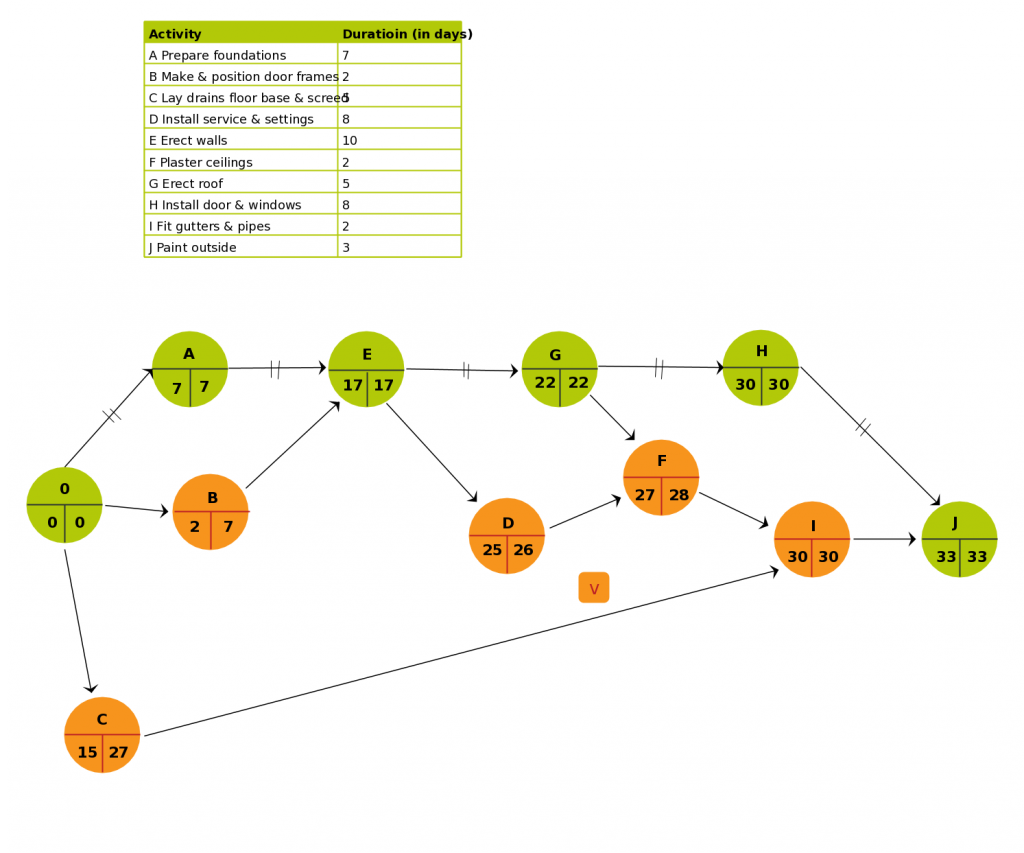 Activity Duratioin (in days)
A Prepare foundations 7
B Make & position door frames 2
C Lay drains floor base & screed 5
D Install service & settings 8
E Erect walls 10
F Plaster ceilings 2
G Erect roof 5
H Install door & windows 8
I Fit gutters & pipes 2
J Paint outside 3
A
7 7
E
17 17
G
22 22
H
30 30
F
27 28
0
0 0
B
2 7
D
25 26
I
30 30
J
33 33
V
C
15 27